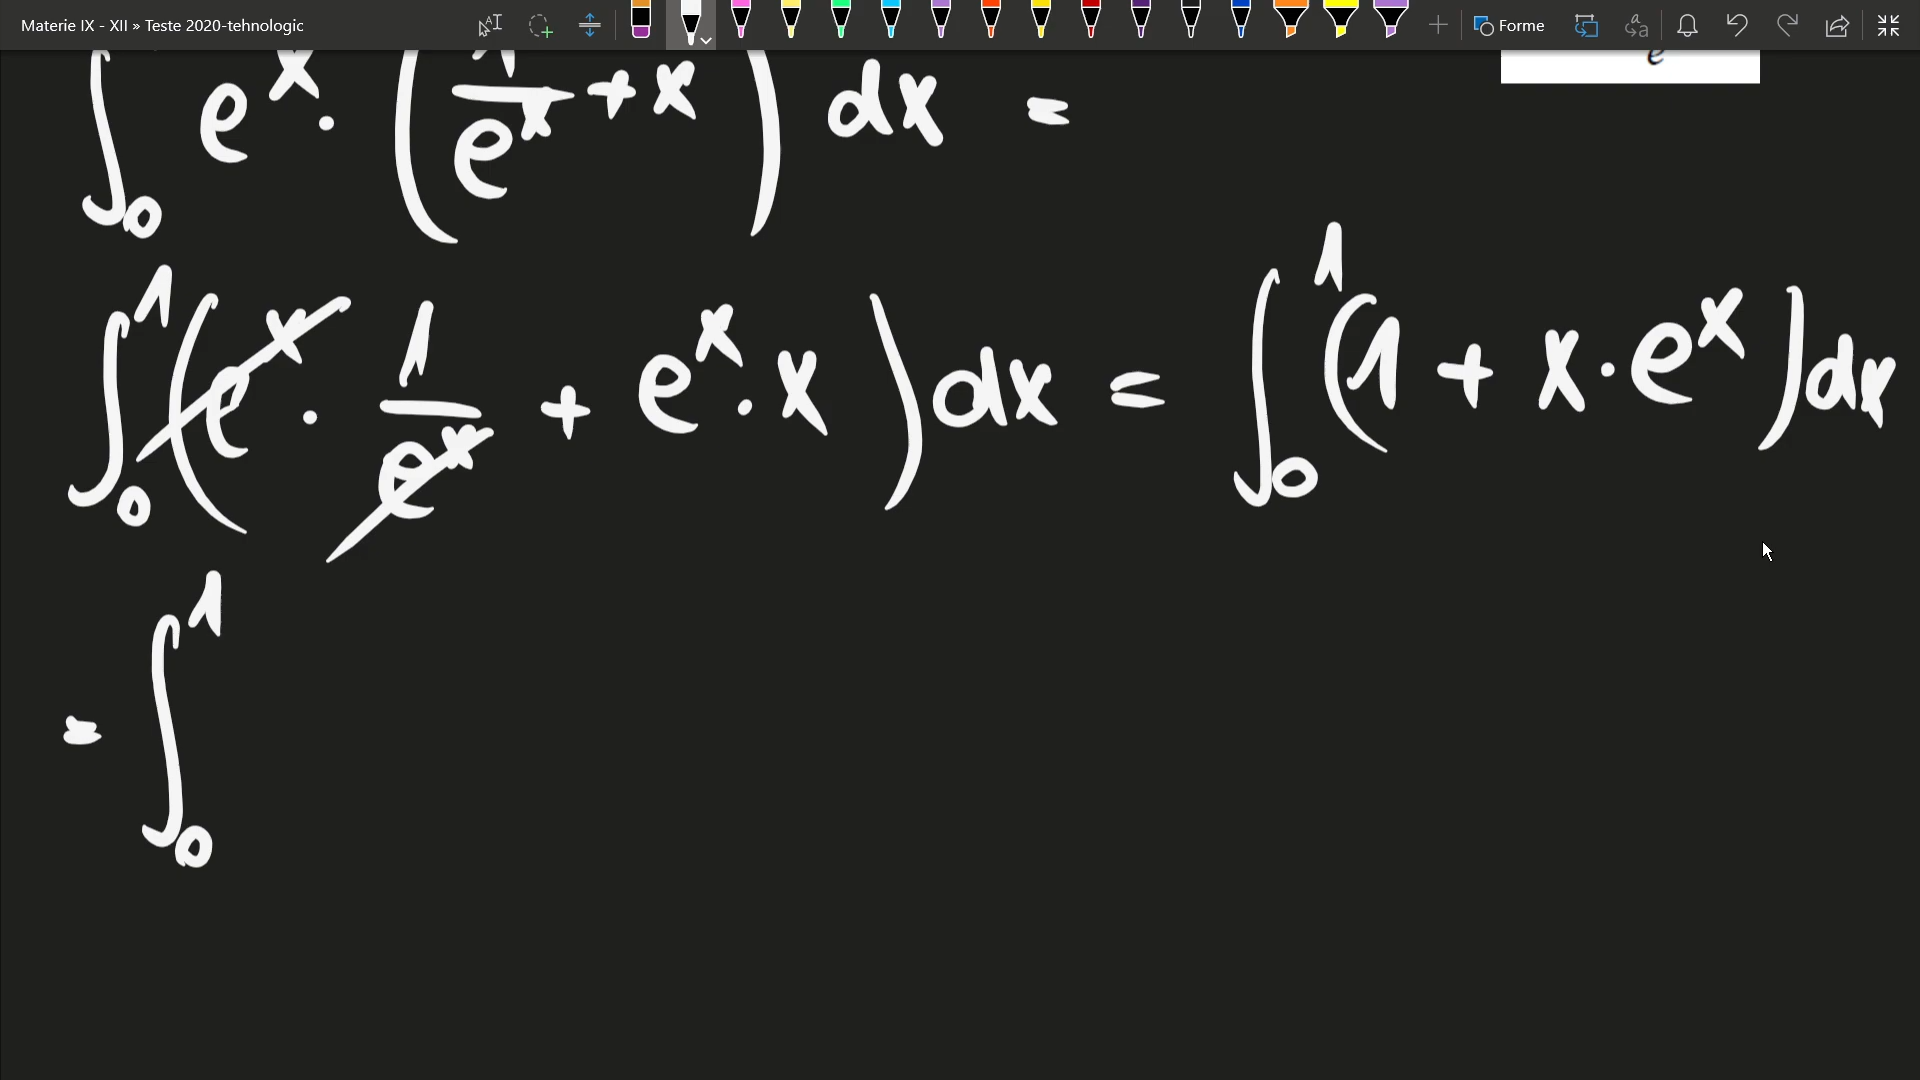 Materie IX - XII » Teste 2020-tehnologic
Forme
∫₀ eˣ · (1/eˣ + x) dx =
e
∫₀¹ (eˣ · 1/eˣ + eˣ · x) dx = ∫₀¹ (1 + x · eˣ) dx
= ∫₀¹